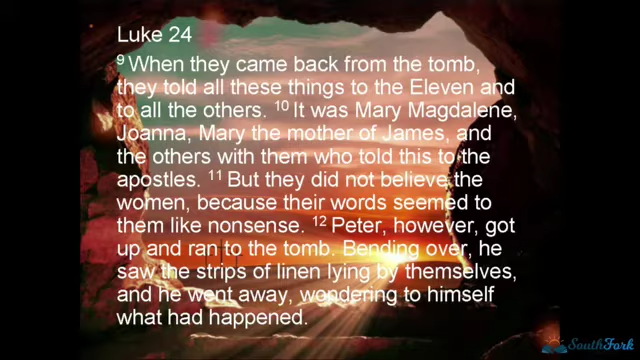 Luke 24
9 When they came back from the tomb,
they told all these things to the Eleven and
to all the others. 10 It was Mary Magdalene,
Joanna, Mary the mother of James, and
the others with them who told this to the
apostles. 11 But they did not believe the
women, because their words seemed to
them like nonsense. 12 Peter, however, got
up and ran to the tomb. Bending over, he
saw the strips of linen lying by themselves,
and he went away, wondering to himself
what had happened.
SouthFork